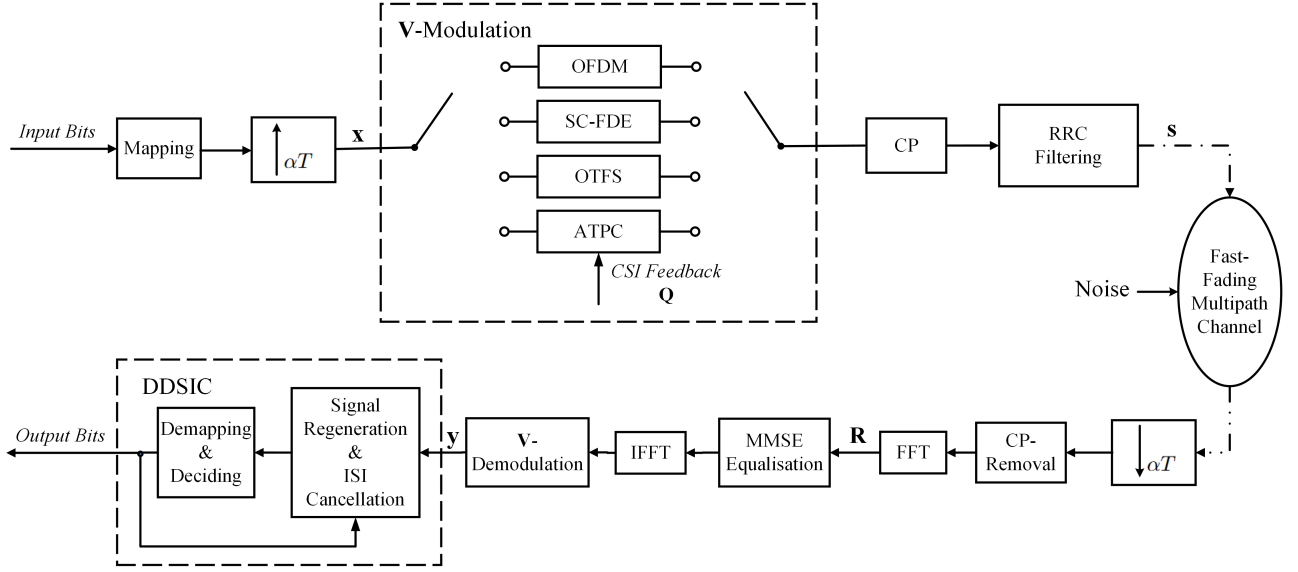 V-Modulation
OFDM
SC-FDE
OTFS
ATPC
CSI Feedback
Q
Input Bits
Mapping
αT
x
CP
RRC
Filtering
s
Noise
Fast-
Fading
Multipath
Channel
αT
CP-
Removal
FFT
R
MMSE
Equalisation
IFFT
V-
Demodulation
y
DDSIC
Signal
Regeneration
&
ISI
Cancellation
Demapping
&
Deciding
Output Bits